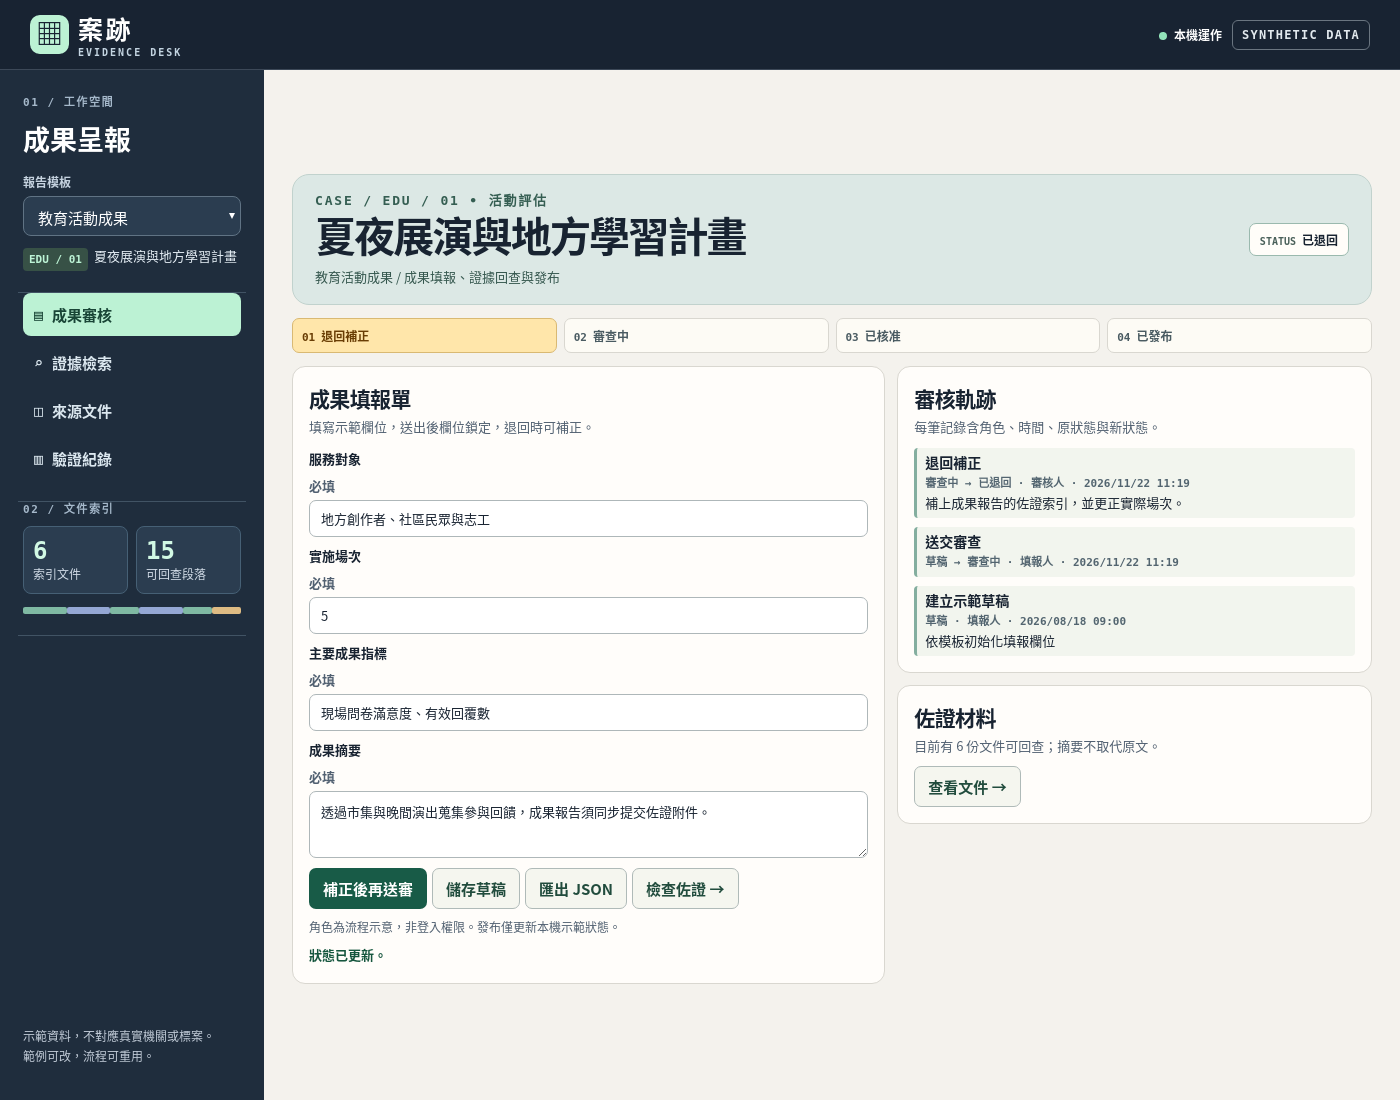 案跡
EVIDENCE DESK
本機運作
SYNTHETIC DATA
01 / 工作空間
成果呈報
報告模板
教育活動成果
EDU / 01 夏夜展演與地方學習計畫
成果審核
證據檢索
來源文件
驗證紀錄
02 / 文件索引
6
索引文件
15
可回查段落
示範資料，不對應真實機關或標案。
範例可改，流程可重用。
CASE / EDU / 01 • 活動評估
夏夜展演與地方學習計畫
教育活動成果 / 成果填報、證據回查與發布
STATUS 已退回
01 退回補正
02 審查中
03 已核准
04 已發布
成果填報單
填寫示範欄位，送出後欄位鎖定，退回時可補正。
服務對象
必填
地方創作者、社區民眾與志工
實施場次
必填
5
主要成果指標
必填
現場問卷滿意度、有效回覆數
成果摘要
必填
透過市集與晚間演出蒐集參與回饋，成果報告須同步提交佐證附件。
補正後再送審
儲存草稿
匯出 JSON
檢查佐證 →
角色為流程示意，非登入權限。發布僅更新本機示範狀態。
狀態已更新。
審核軌跡
每筆記錄含角色、時間、原狀態與新狀態。
退回補正
審查中 → 已退回 · 審核人 · 2026/11/22 11:19
補上成果報告的佐證索引，並更正實際場次。
送交審查
草稿 → 審查中 · 填報人 · 2026/11/22 11:19
建立示範草稿
草稿 · 填報人 · 2026/08/18 09:00
依模板初始化填報欄位
佐證材料
目前有 6 份文件可回查；摘要不取代原文。
查看文件 →